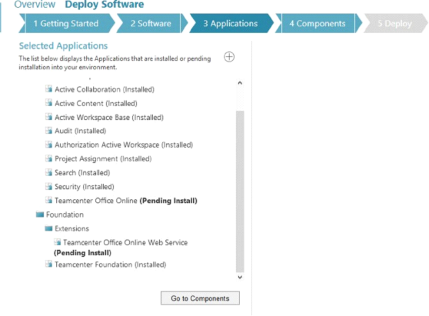 Overview Deploy Software
1 Getting Started 2 Software 3 Applications 4 Components 5 Deploy
Selected Applications
The list below displays the Applications that are installed or pending
installation into your environment.
Active Collaboration (Installed)
Active Content (Installed)
Active Workspace Base (Installed)
Audit (Installed)
Authorization Active Workspace (Installed)
Project Assignment (Installed)
Search (Installed)
Security (Installed)
Teamcenter Office Online (Pending Install)
Foundation
Extensions
Teamcenter Office Online Web Service
(Pending Install)
Teamcenter Foundation (Installed)
Go to Components